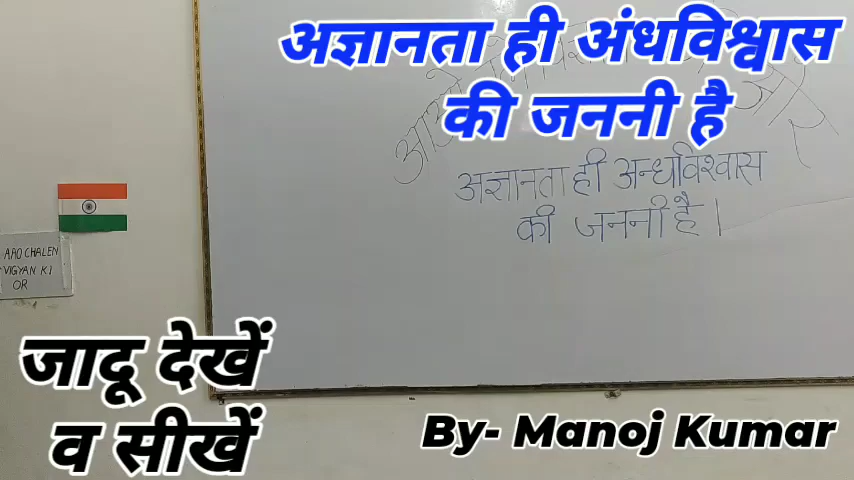 अज्ञानता ही अंधविश्वास
की जननी है
अज्ञानता ही अन्धविश्वास
की जननी है।
AAO CHALEN
VIGYAN KI
OR
जादू देखें
व सीखें
By- Manoj Kumar